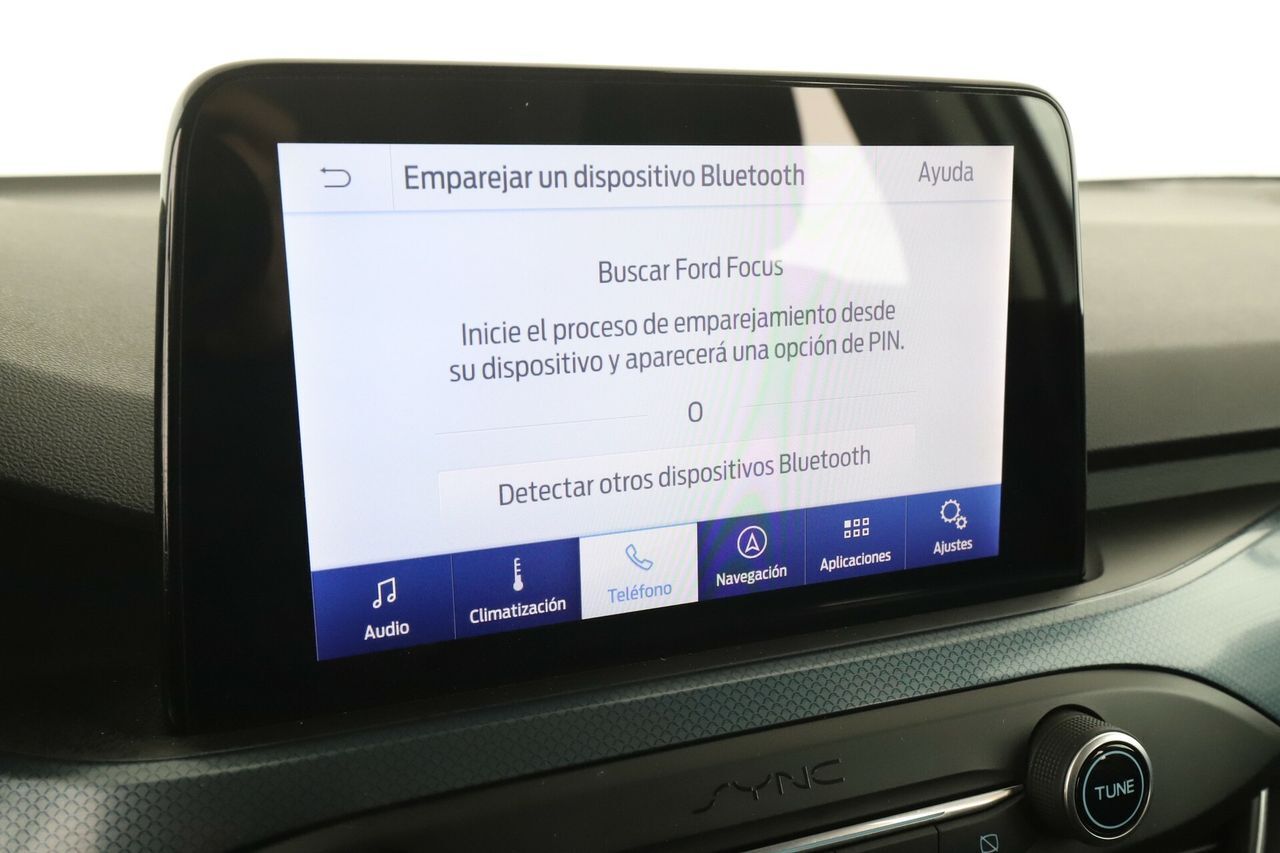 Emparejar un dispositivo Bluetooth
Ayuda
Buscar Ford Focus
Inicie el proceso de emparejamiento desde
su dispositivo y aparecerá una opción de PIN.
O
Detectar otros dispositivos Bluetooth
Audio
Climatización
Teléfono
Navegación
Aplicaciones
Ajustes
SYNC
TUNE